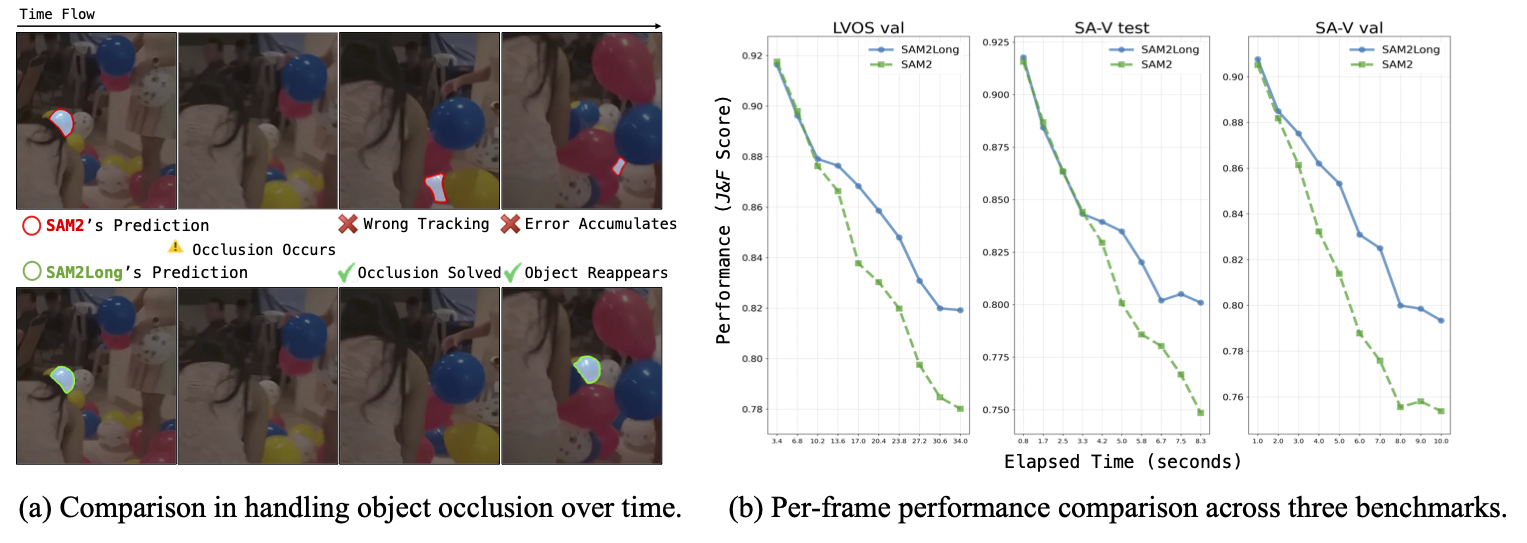 Time Flow
SAM2's Prediction
Wrong Tracking
Error Accumulates
Occlusion Occurs
SAM2Long's Prediction
Occlusion Solved
Object Reappears
(a) Comparison in handling object occlusion over time.
Performance (J&F Score)
LVOS val
SAM2Long
SAM2
0.92
0.90
0.88
0.86
0.84
0.82
0.80
0.78
3.4 6.8 10.2 13.6 17.0 20.4 23.8 27.2 30.6 34.0
SA-V test
SAM2Long
SAM2
0.925
0.900
0.875
0.850
0.825
0.800
0.775
0.750
0.8 1.7 2.5 3.3 4.2 5.0 5.8 6.7 7.5 8.3
SA-V val
SAM2Long
SAM2
0.90
0.88
0.86
0.84
0.82
0.80
0.78
0.76
1.0 2.0 3.0 4.0 5.0 6.0 7.0 8.0 9.0 10.0
Elapsed Time (seconds)
(b) Per-frame performance comparison across three benchmarks.